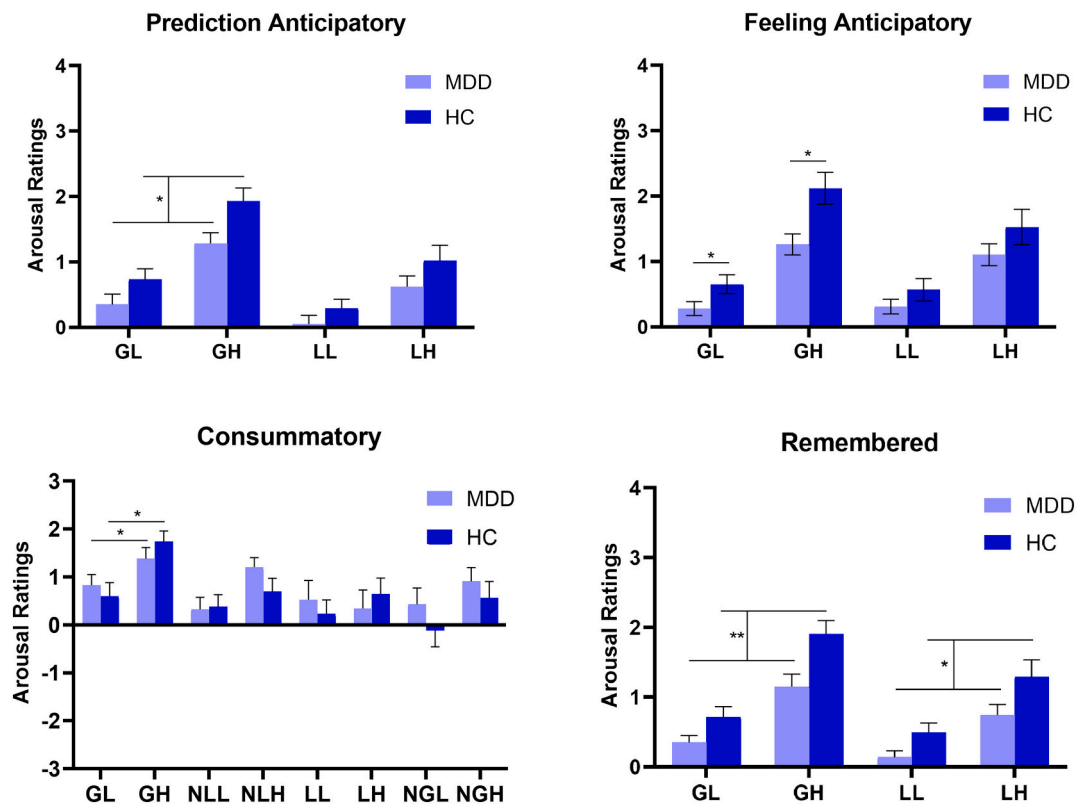 Prediction Anticipatory
Arousal Ratings
4
3
2
1
0
MDD
HC
*
GL GH LL LH
Feeling Anticipatory
Arousal Ratings
4
3
2
1
0
MDD
HC
*
*
GL GH LL LH
Consummatory
Arousal Ratings
3
2
1
0
-1
-2
-3
MDD
HC
*
*
GL GH NLL NLH LL LH NGL NGH
Remembered
Arousal Ratings
4
3
2
1
0
MDD
HC
**
*
GL GH LL LH